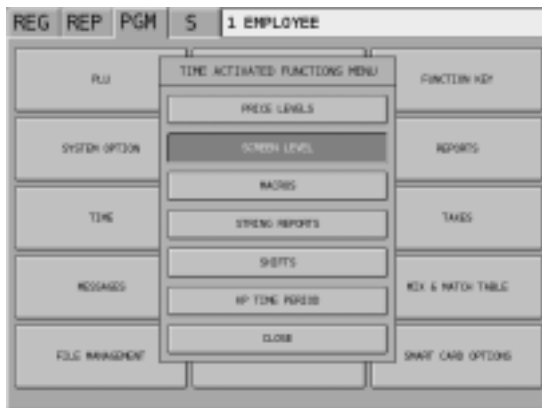 REG REP PGM S 1 EMPLOYEE
PLU
TIME ACTIVATED FUNCTIONS MENU
FUNCTION KEY
PRICE LEVELS
SYSTEM OPTION
SCREEN LEVEL
REPORTS
MACROS
TIME
STRING REPORTS
TAXES
SHIFTS
MESSAGES
HP TIME PERIOD
MIX & MATCH TABLE
CLOSE
FILE MANAGEMENT
SMART CARD OPTIONS